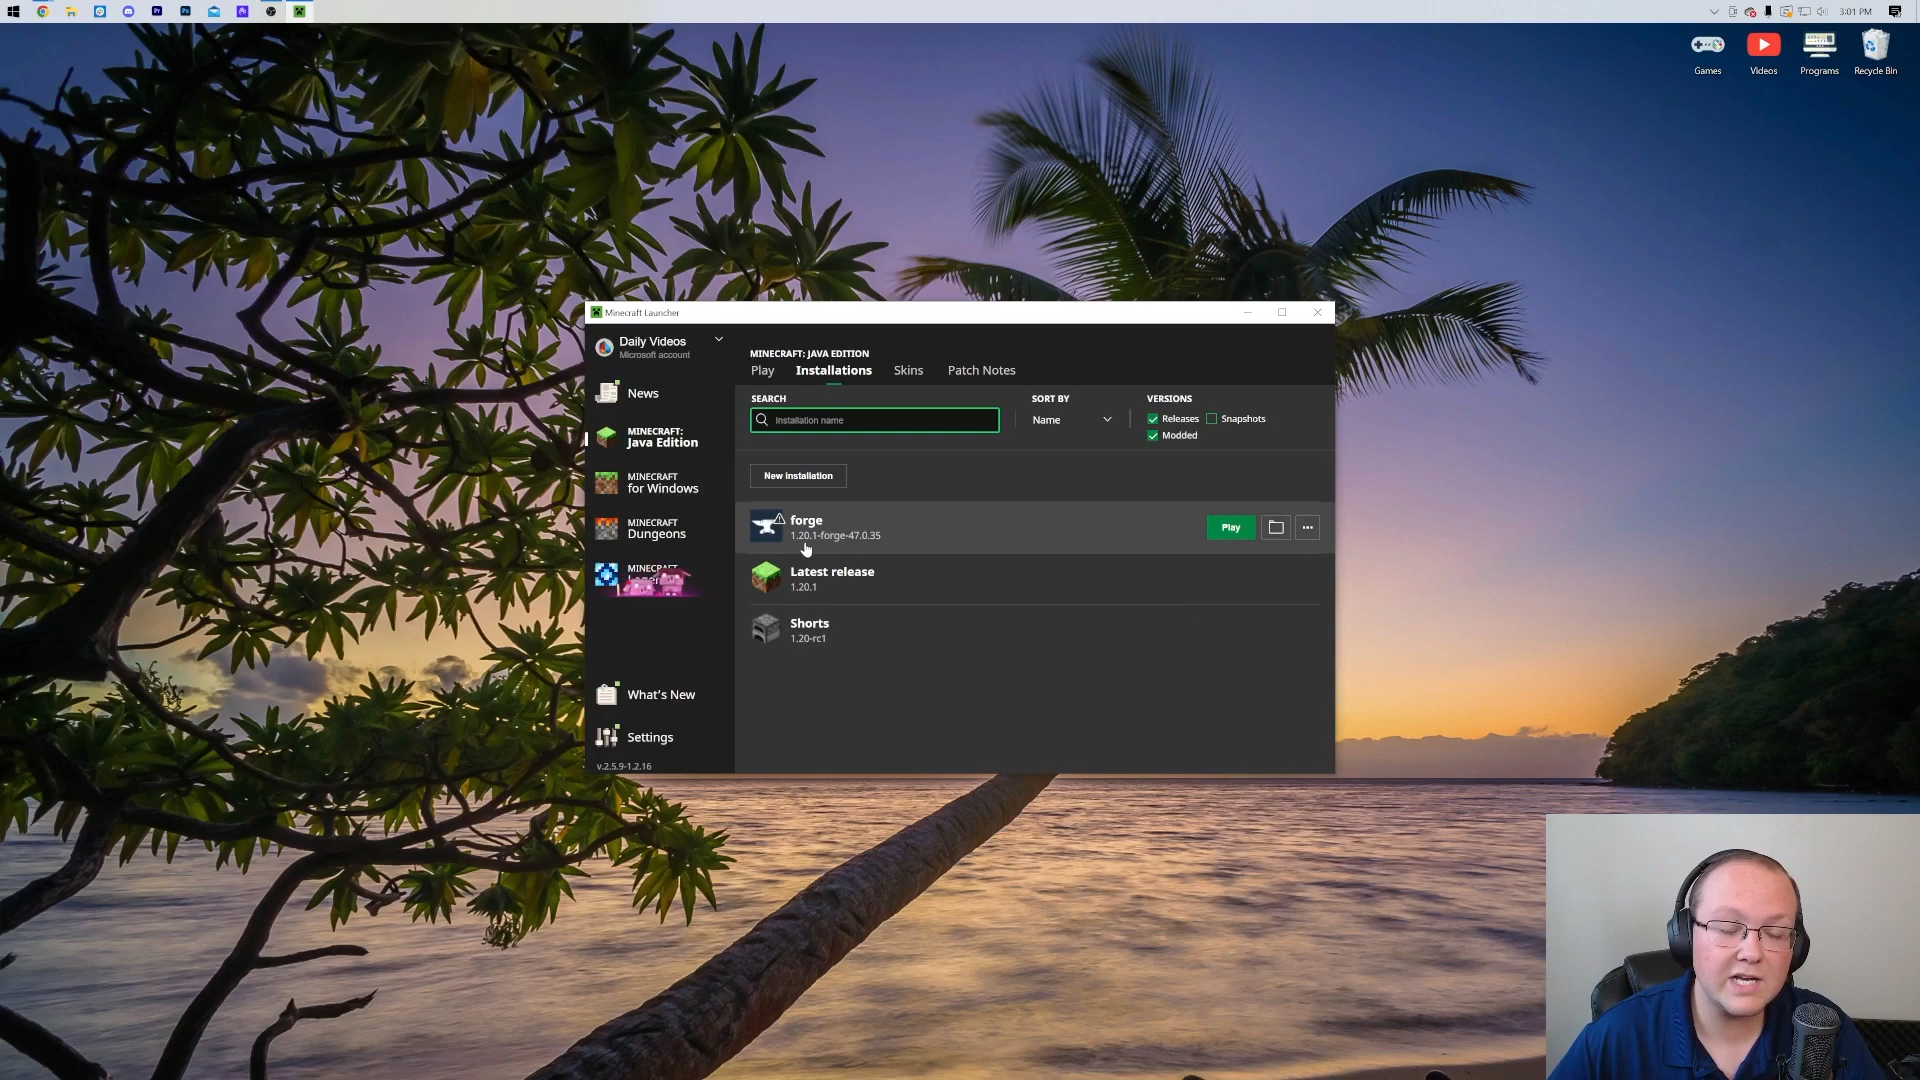 3:01 PM
Games
Videos
Programs
Recycle Bin
Minecraft Launcher
Daily Videos
Microsoft account
News
MINECRAFT:
Java Edition
MINECRAFT
for Windows
MINECRAFT
Dungeons
MINECRAFT
What's New
Settings
v.2.5.9-1.2.16
MINECRAFT: JAVA EDITION
Play
Installations
Skins
Patch Notes
SEARCH
Installation name
SORT BY
Name
VERSIONS
Releases
Snapshots
Modded
New installation
forge
1.20.1-forge-47.0.35
Play
Latest release
1.20.1
Shorts
1.20-rc1